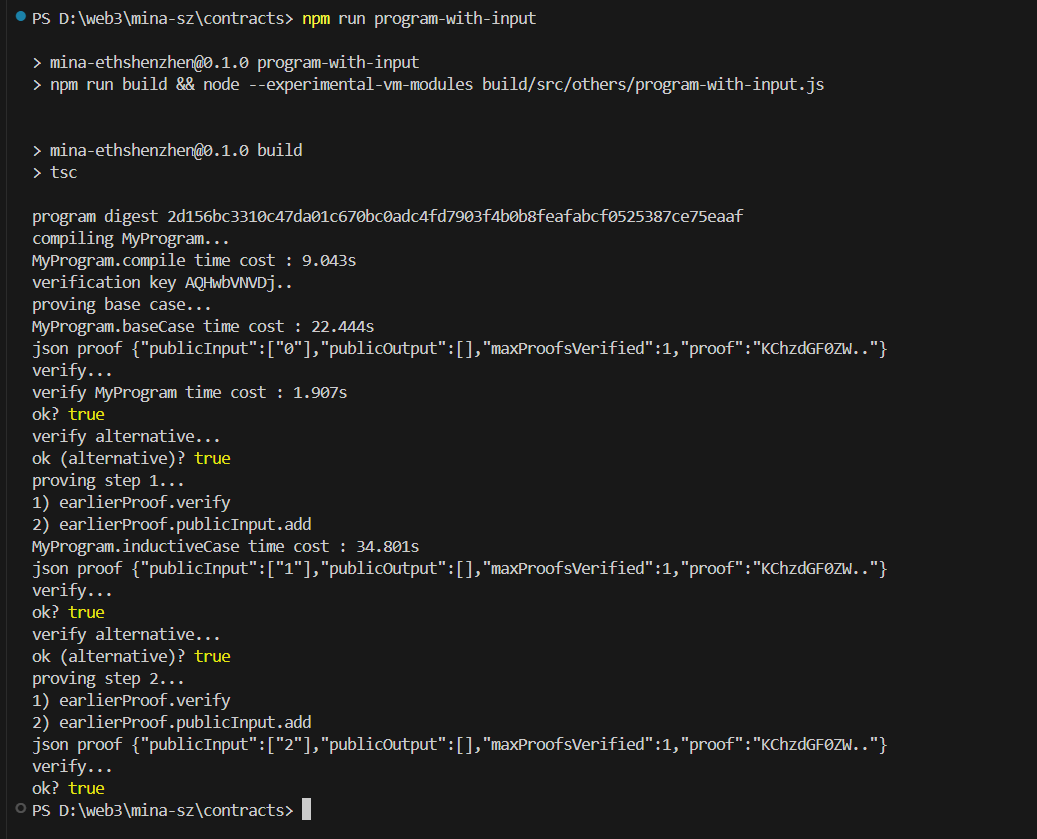 PS D:\web3\mina-sz\contracts> npm run program-with-input
> mina-ethshenzhen@0.1.0 program-with-input
> npm run build && node --experimental-vm-modules build/src/others/program-with-input.js
> mina-ethshenzhen@0.1.0 build
> tsc
program digest 2d156bc3310c47da01c670bc0adc4fd7903f4b0b8feafabcf0525387ce75eaaf
compiling MyProgram...
MyProgram.compile time cost : 9.043s
verification key AQHwbVNVDj..
proving base case...
MyProgram.baseCase time cost : 22.444s
json proof {"publicInput":["0"],"publicOutput":[],"maxProofsVerified":1,"proof":"KChzdGF0ZW.."}
verify...
verify MyProgram time cost : 1.907s
ok? true
verify alternative...
ok (alternative)? true
proving step 1...
1) earlierProof.verify
2) earlierProof.publicInput.add
MyProgram.inductiveCase time cost : 34.801s
json proof {"publicInput":["1"],"publicOutput":[],"maxProofsVerified":1,"proof":"KChzdGF0ZW.."}
verify...
ok? true
verify alternative...
ok (alternative)? true
proving step 2...
1) earlierProof.verify
2) earlierProof.publicInput.add
json proof {"publicInput":["2"],"publicOutput":[],"maxProofsVerified":1,"proof":"KChzdGF0ZW.."}
verify...
ok? true
PS D:\web3\mina-sz\contracts>